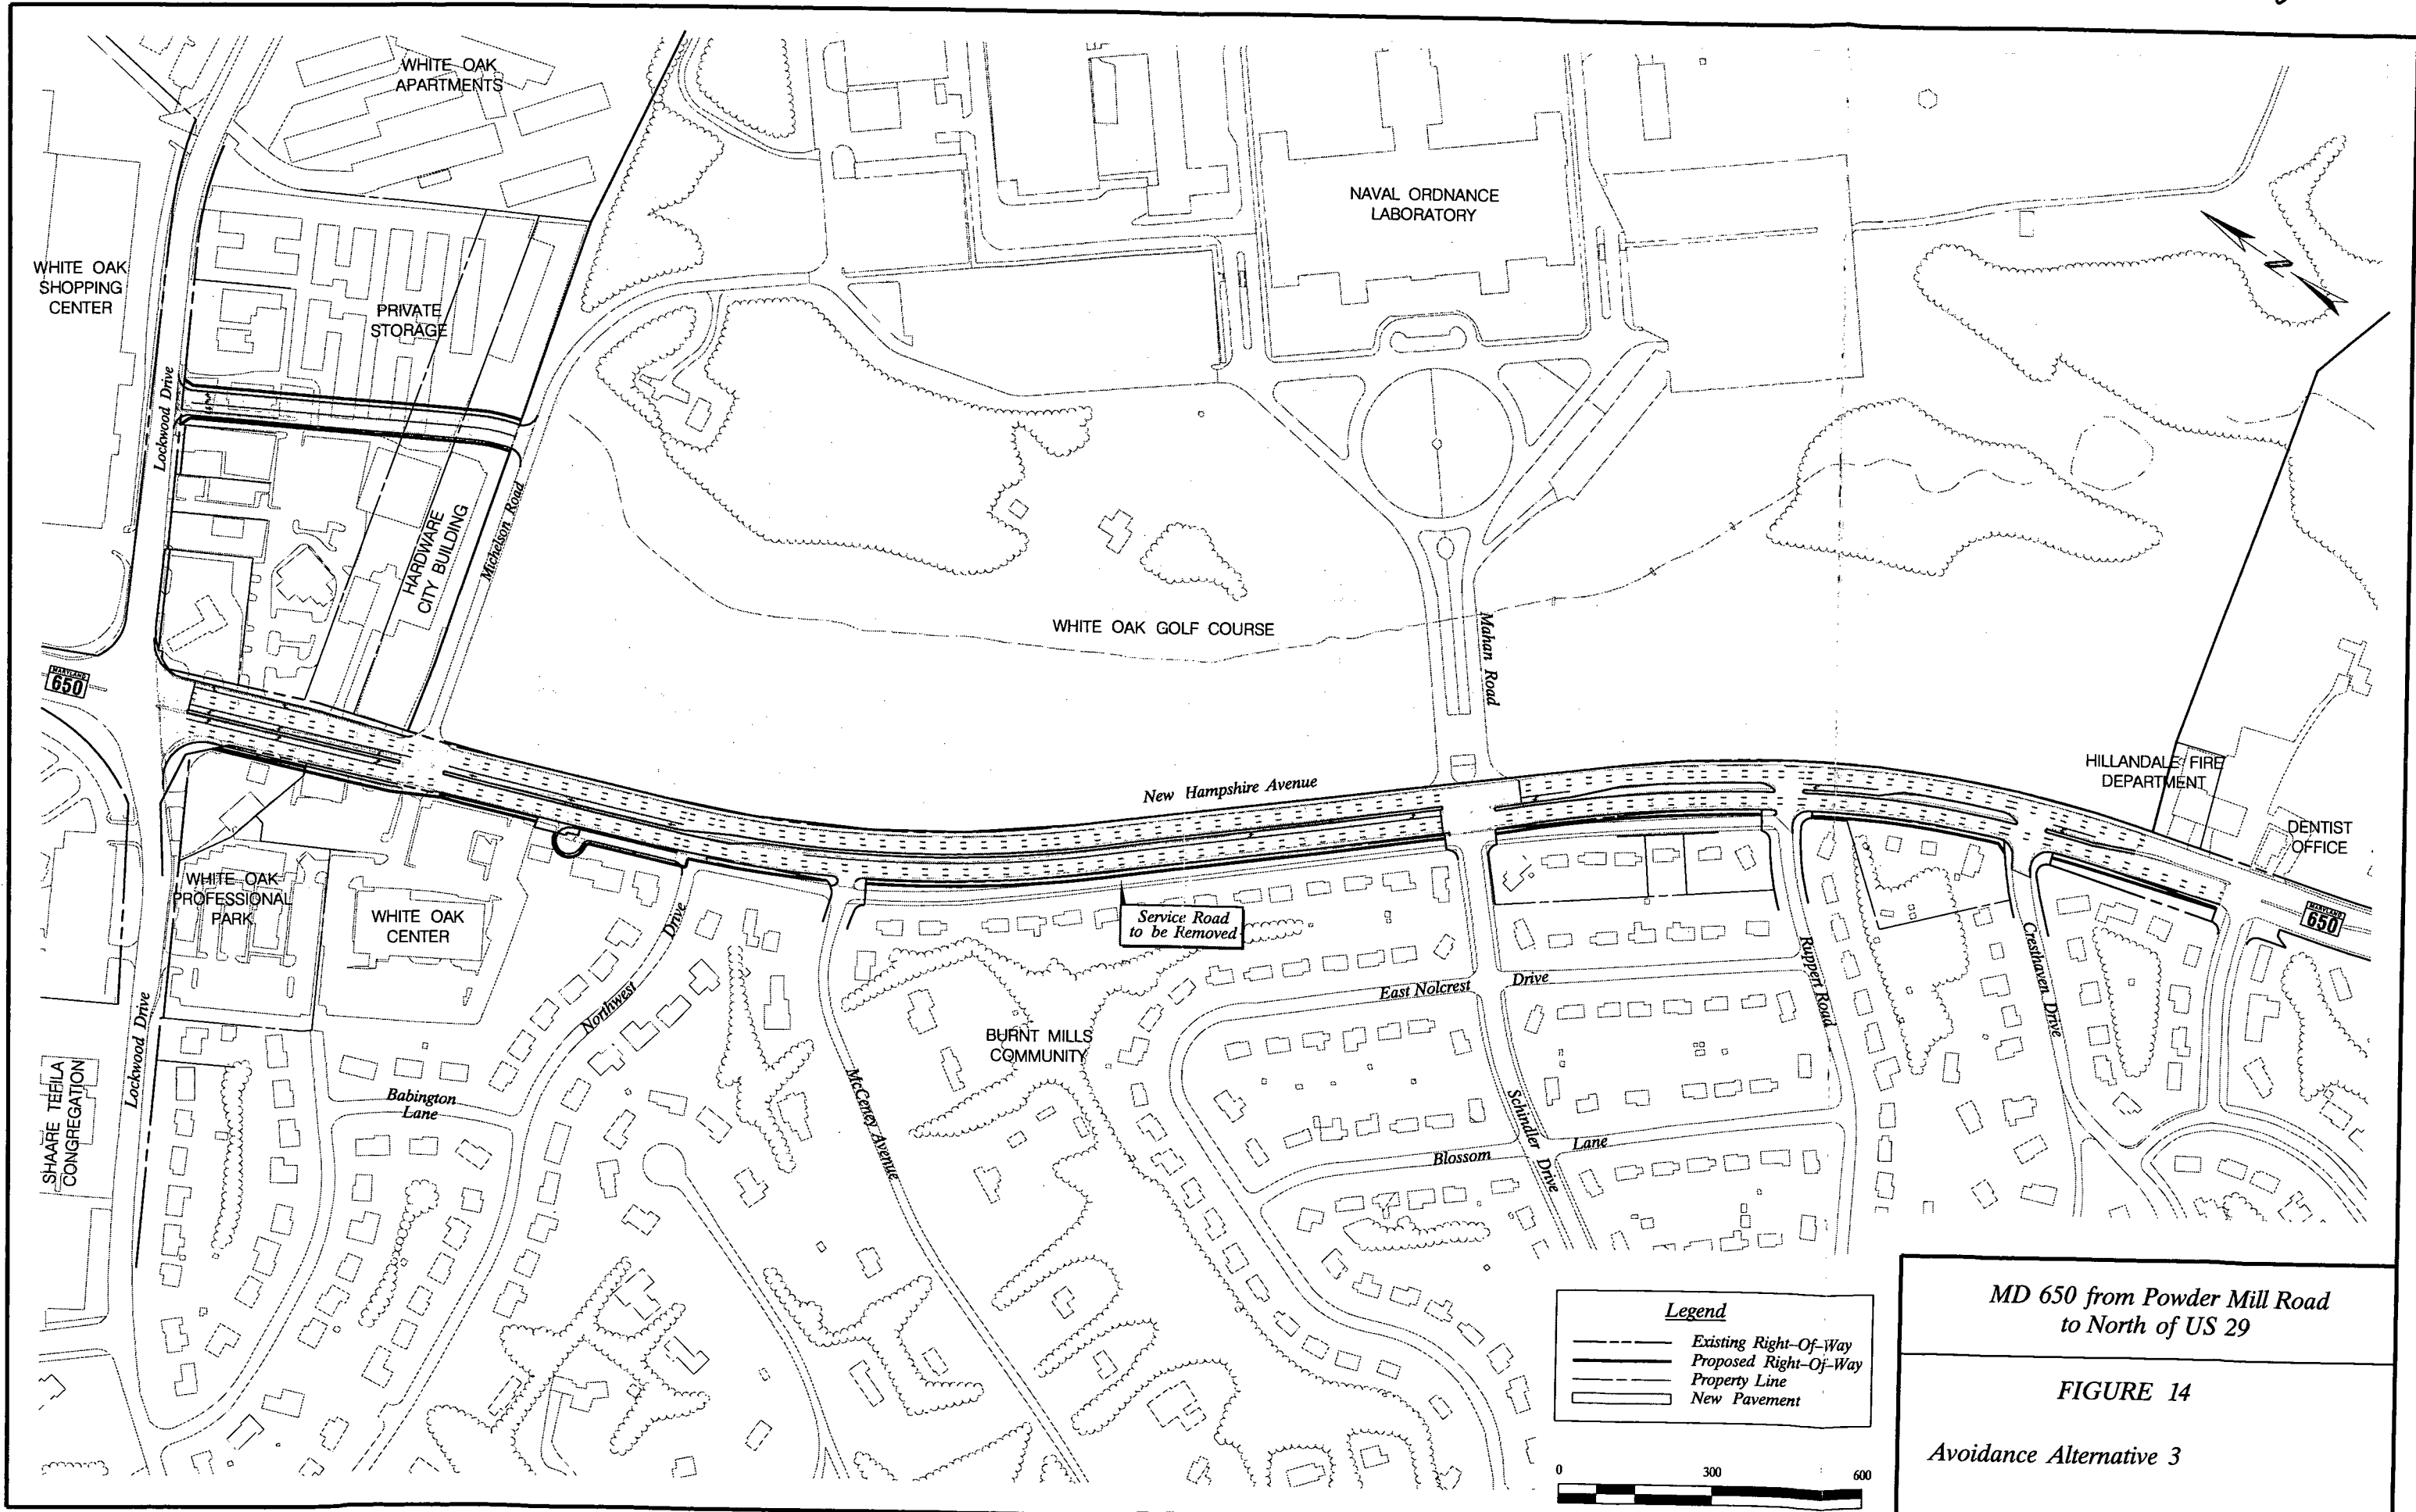 WHITE OAK
APARTMENTS
NAVAL ORDNANCE
LABORATORY
WHITE OAK
SHOPPING
CENTER
PRIVATE
STORAGE
N
Lockwood Drive
HARDWARE
CITY BUILDING
Michelson Road
WHITE OAK GOLF COURSE
Mahan Road
MARYLAND
650
New Hampshire Avenue
HILLANDALE FIRE
DEPARTMENT
DENTIST
OFFICE
MARYLAND
650
WHITE OAK
PROFESSIONAL
PARK
WHITE OAK
CENTER
Service Road
to be Removed
Northwest
Drive
East Nolcrest
Drive
Ruppert Road
Cresthaven Drive
Lockwood Drive
BURNT MILLS
COMMUNITY
SHAARE TEFILA
CONGREGATION
Babington
Lane
McCeney Avenue
Schindler Drive
Blossom
Lane
Legend
Existing Right-Of-Way
Proposed Right-Of-Way
Property Line
New Pavement
0 300 600
MD 650 from Powder Mill Road
to North of US 29
FIGURE 14
Avoidance Alternative 3